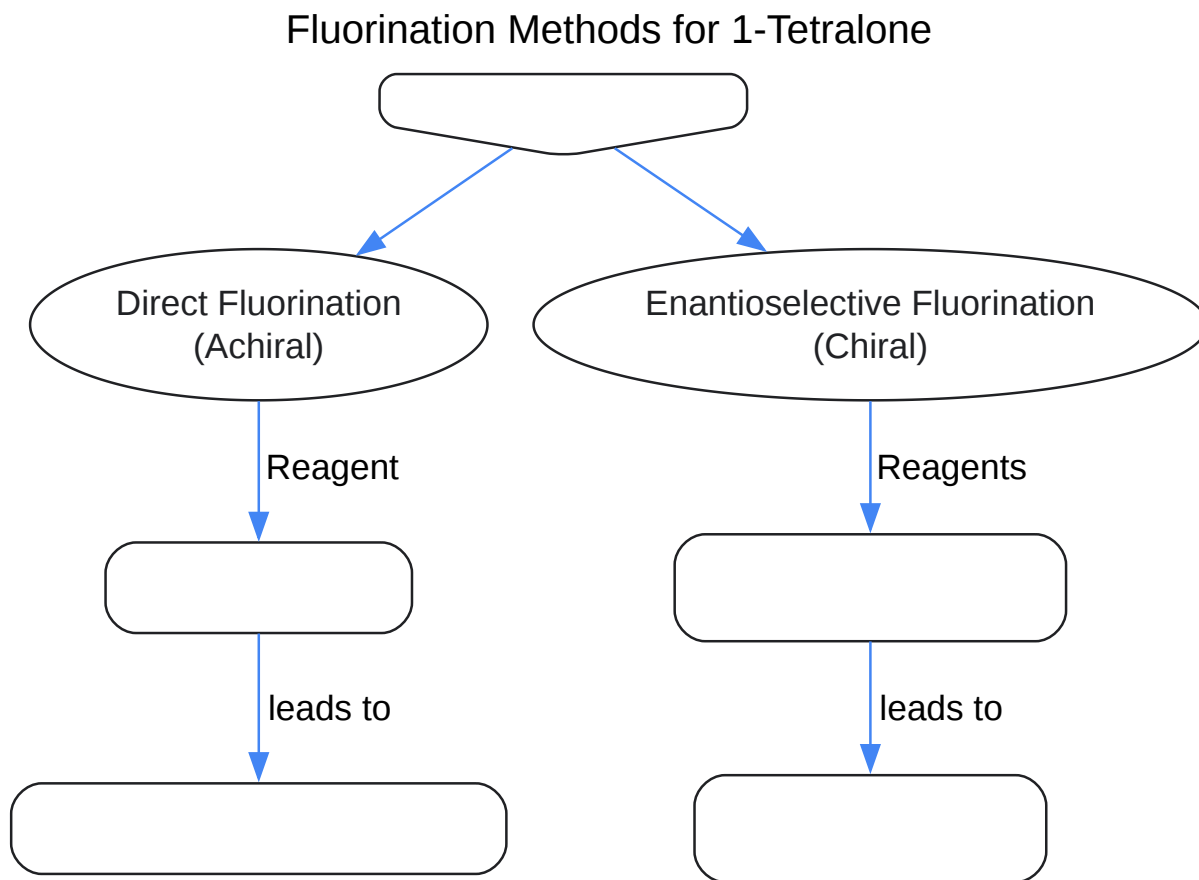 Fluorination Methods for 1-Tetralone
Direct Fluorination
(Achiral)
Enantioselective Fluorination
(Chiral)
Reagent
Reagents
leads to
leads to